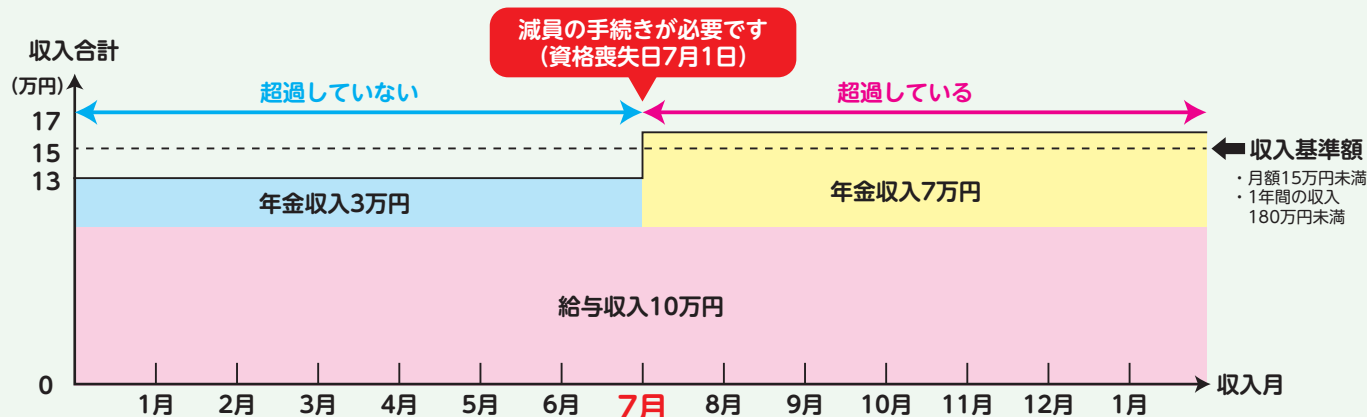 減員の手続きが必要です
(資格喪失日7月1日)
収入合計
(万円)
超過していない
超過している
17
15
13
収入基準額
・月額15万円未満
・1年間の収入
180万円未満
年金収入3万円
年金収入7万円
給与収入10万円
0
1月 2月 3月 4月 5月 6月 7月 8月 9月 10月 11月 12月 1月
収入月